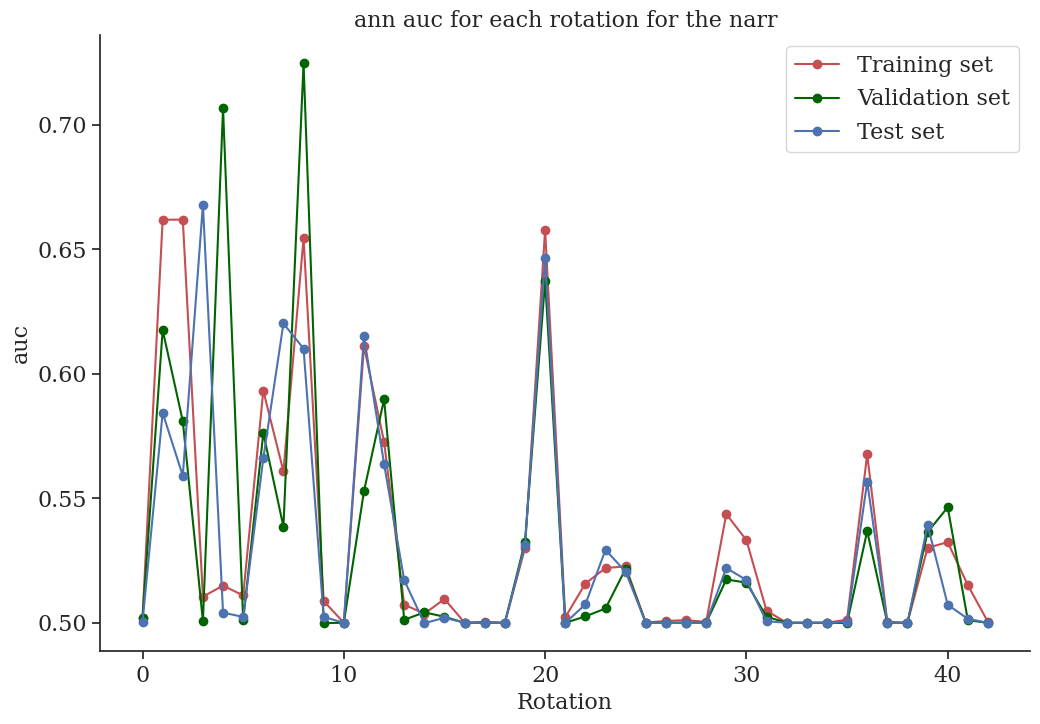 ann auc for each rotation for the narr
Training set
Validation set
Test set
auc
0.70
0.65
0.60
0.55
0.50
0 10 20 30 40
Rotation